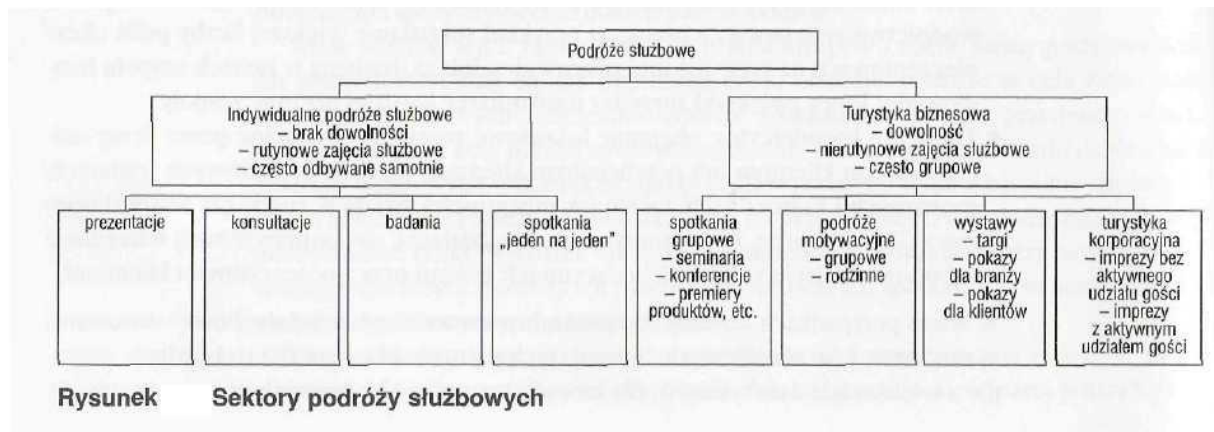 Podróże służbowe
Indywidualne podróże służbowe
– brak dowolności
– rutynowe zajęcia służbowe
– często odbywane samotnie
Turystyka biznesowa
– dowolność
– nierutynowe zajęcia służbowe
– często grupowe
prezentacje
konsultacje
badania
spotkania
„jeden na jeden”
spotkania
grupowe
– seminaria
– konferencje
– premiery
produktów, etc.
podróże
motywacyjne
– grupowe
– rodzinne
wystawy
– targi
– pokazy
dla branży
– pokazy
dla klientów
turystyka
korporacyjna
– imprezy bez
aktywnego
udziału gości
– imprezy
z aktywnym
udziałem gości
Rysunek Sektory podróży służbowych